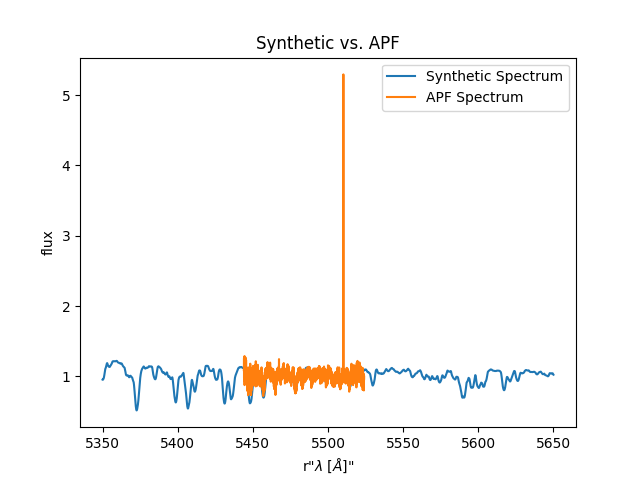 Synthetic vs. APF
Synthetic Spectrum
APF Spectrum
flux
5
4
3
2
1
5350 5400 5450 5500 5550 5600 5650
r"λ [Å]"